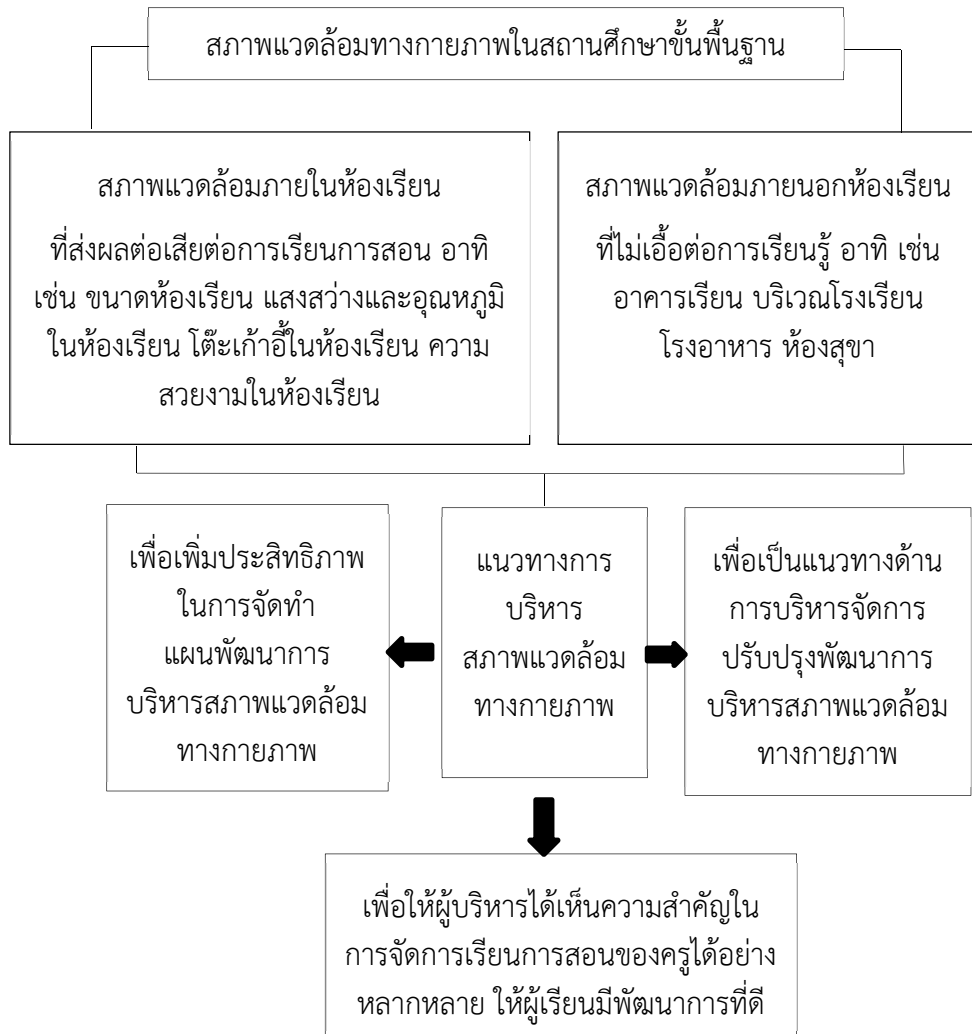 สภาพแวดล้อมทางกายภาพในสถานศึกษาขั้นพื้นฐาน
สภาพแวดล้อมภายในห้องเรียน
ที่ส่งผลต่อเสียต่อการเรียนการสอน อาทิ
เช่น ขนาดห้องเรียน แสงสว่างและอุณหภูมิ
ในห้องเรียน โต๊ะเก้าอี้ในห้องเรียน ความ
สวยงามในห้องเรียน
สภาพแวดล้อมภายนอกห้องเรียน
ที่ไม่เอื้อต่อการเรียนรู้ อาทิ เช่น
อาคารเรียน บริเวณโรงเรียน
โรงอาหาร ห้องสุขา
เพื่อเพิ่มประสิทธิภาพ
ในการจัดทำ
แผนพัฒนาการ
บริหารสภาพแวดล้อม
ทางกายภาพ
แนวทางการ
บริหาร
สภาพแวดล้อม
ทางกายภาพ
เพื่อเป็นแนวทางด้าน
การบริหารจัดการ
ปรับปรุงพัฒนาการ
บริหารสภาพแวดล้อม
ทางกายภาพ
เพื่อให้ผู้บริหารได้เห็นความสำคัญใน
การจัดการเรียนการสอนของครูได้อย่าง
หลากหลาย ให้ผู้เรียนมีพัฒนาการที่ดี